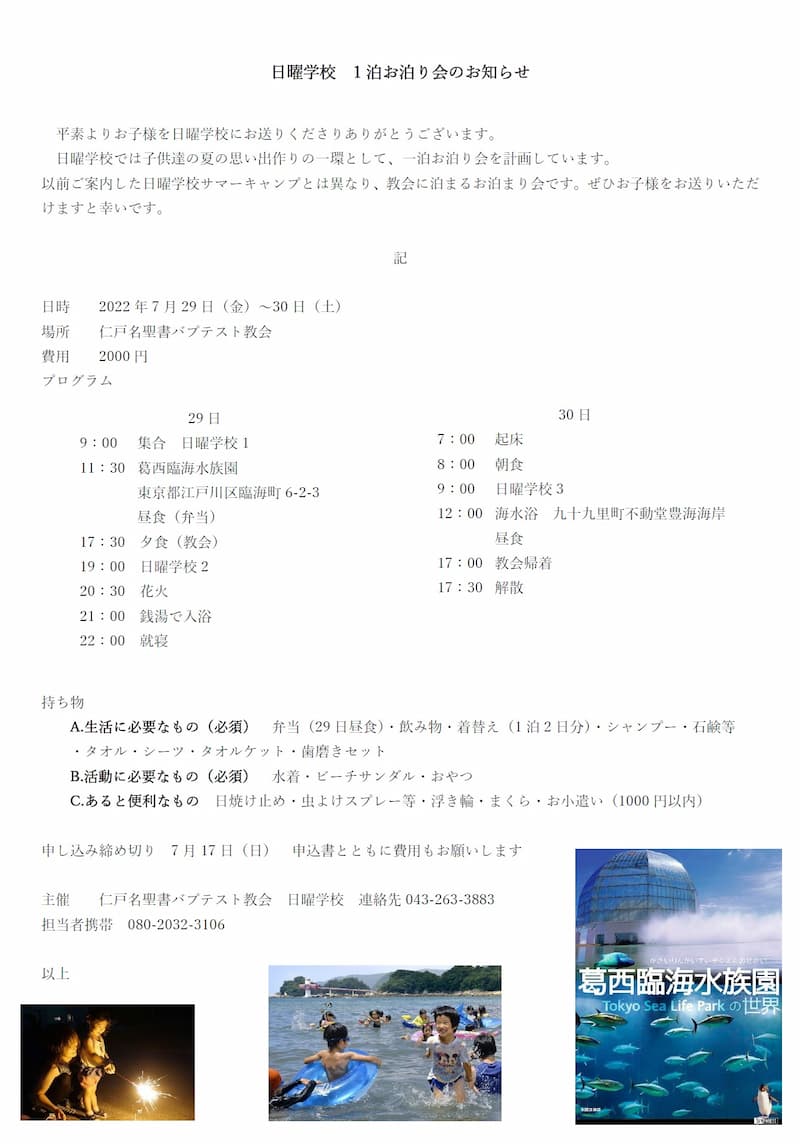 日曜学校　1泊お泊り会のお知らせ
平素よりお子様を日曜学校にお送りくださりありがとうございます。
日曜学校では子供達の夏の思い出作りの一環として、一泊お泊り会を計画しています。
以前ご案内した日曜学校サマーキャンプとは異なり、教会に泊まるお泊まり会です。ぜひお子様をお送りいただ
けますと幸いです。
記
日時　　2022年7月29日（金）～30日（土）
場所　　仁戸名聖書バプテスト教会
費用　　2000円
プログラム
29日
9：00　集合　日曜学校1
11：30　葛西臨海水族園
東京都江戸川区臨海町6-2-3
昼食（弁当）
17：30　夕食（教会）
19：00　日曜学校2
20：30　花火
21：00　銭湯で入浴
22：00　就寝
30日
7：00　起床
8：00　朝食
9：00　日曜学校3
12：00　海水浴　九十九里町不動堂豊海海岸
昼食
17：00　教会帰着
17：30　解散
持ち物
A.生活に必要なもの（必須）　弁当（29日昼食）・飲み物・着替え（1泊2日分）・シャンプー・石鹸等
・タオル・シーツ・タオルケット・歯磨きセット
B.活動に必要なもの（必須）　水着・ビーチサンダル・おやつ
C.あると便利なもの　日焼け止め・虫よけスプレー等・浮き輪・まくら・お小遣い（1000円以内）
申し込み締め切り　7月17日（日）　申込書とともに費用もお願いします
主催　　仁戸名聖書バプテスト教会　日曜学校　連絡先 043-263-3883
担当者携帯　080-2032-3106
以上
葛西臨海水族園
Tokyo Sea Life Park の世界